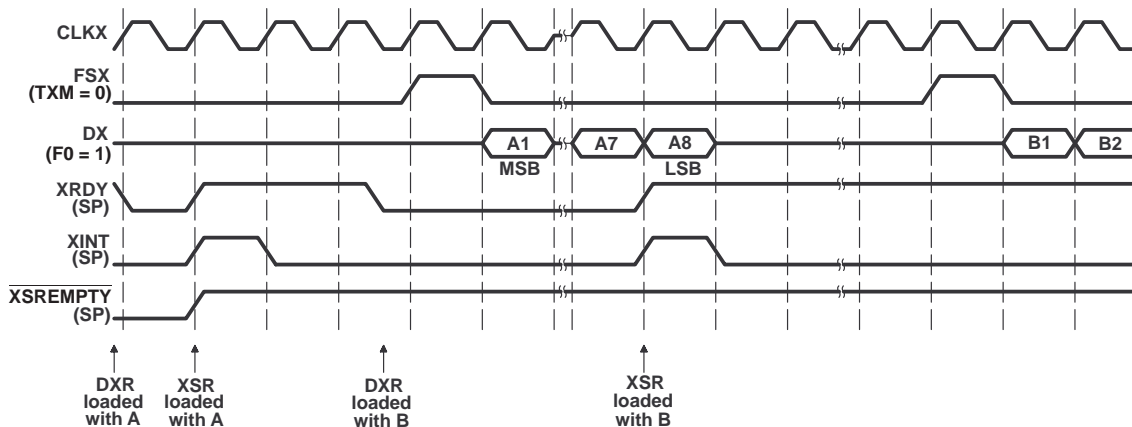 CLKX
FSX
(TXM = 0)
DX
(F0 = 1)
A1
A7
A8
B1
B2
MSB
LSB
XRDY
(SP)
XINT
(SP)
XSREMPTY
(SP)
DXR
loaded
with A
XSR
loaded
with A
DXR
loaded
with B
XSR
loaded
with B